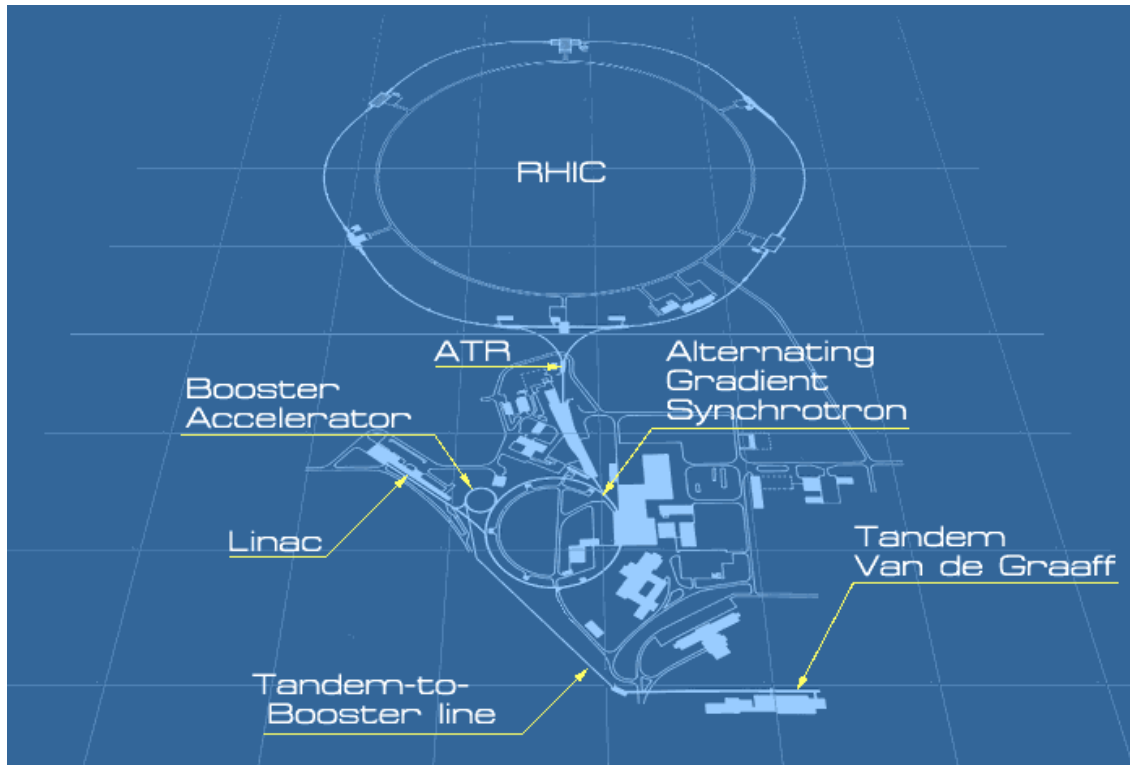 RHIC
ATR
Alternating
Gradient
Synchrotron
Booster
Accelerator
Linac
Tandem
Van de Graaff
Tandem-to-
Booster line